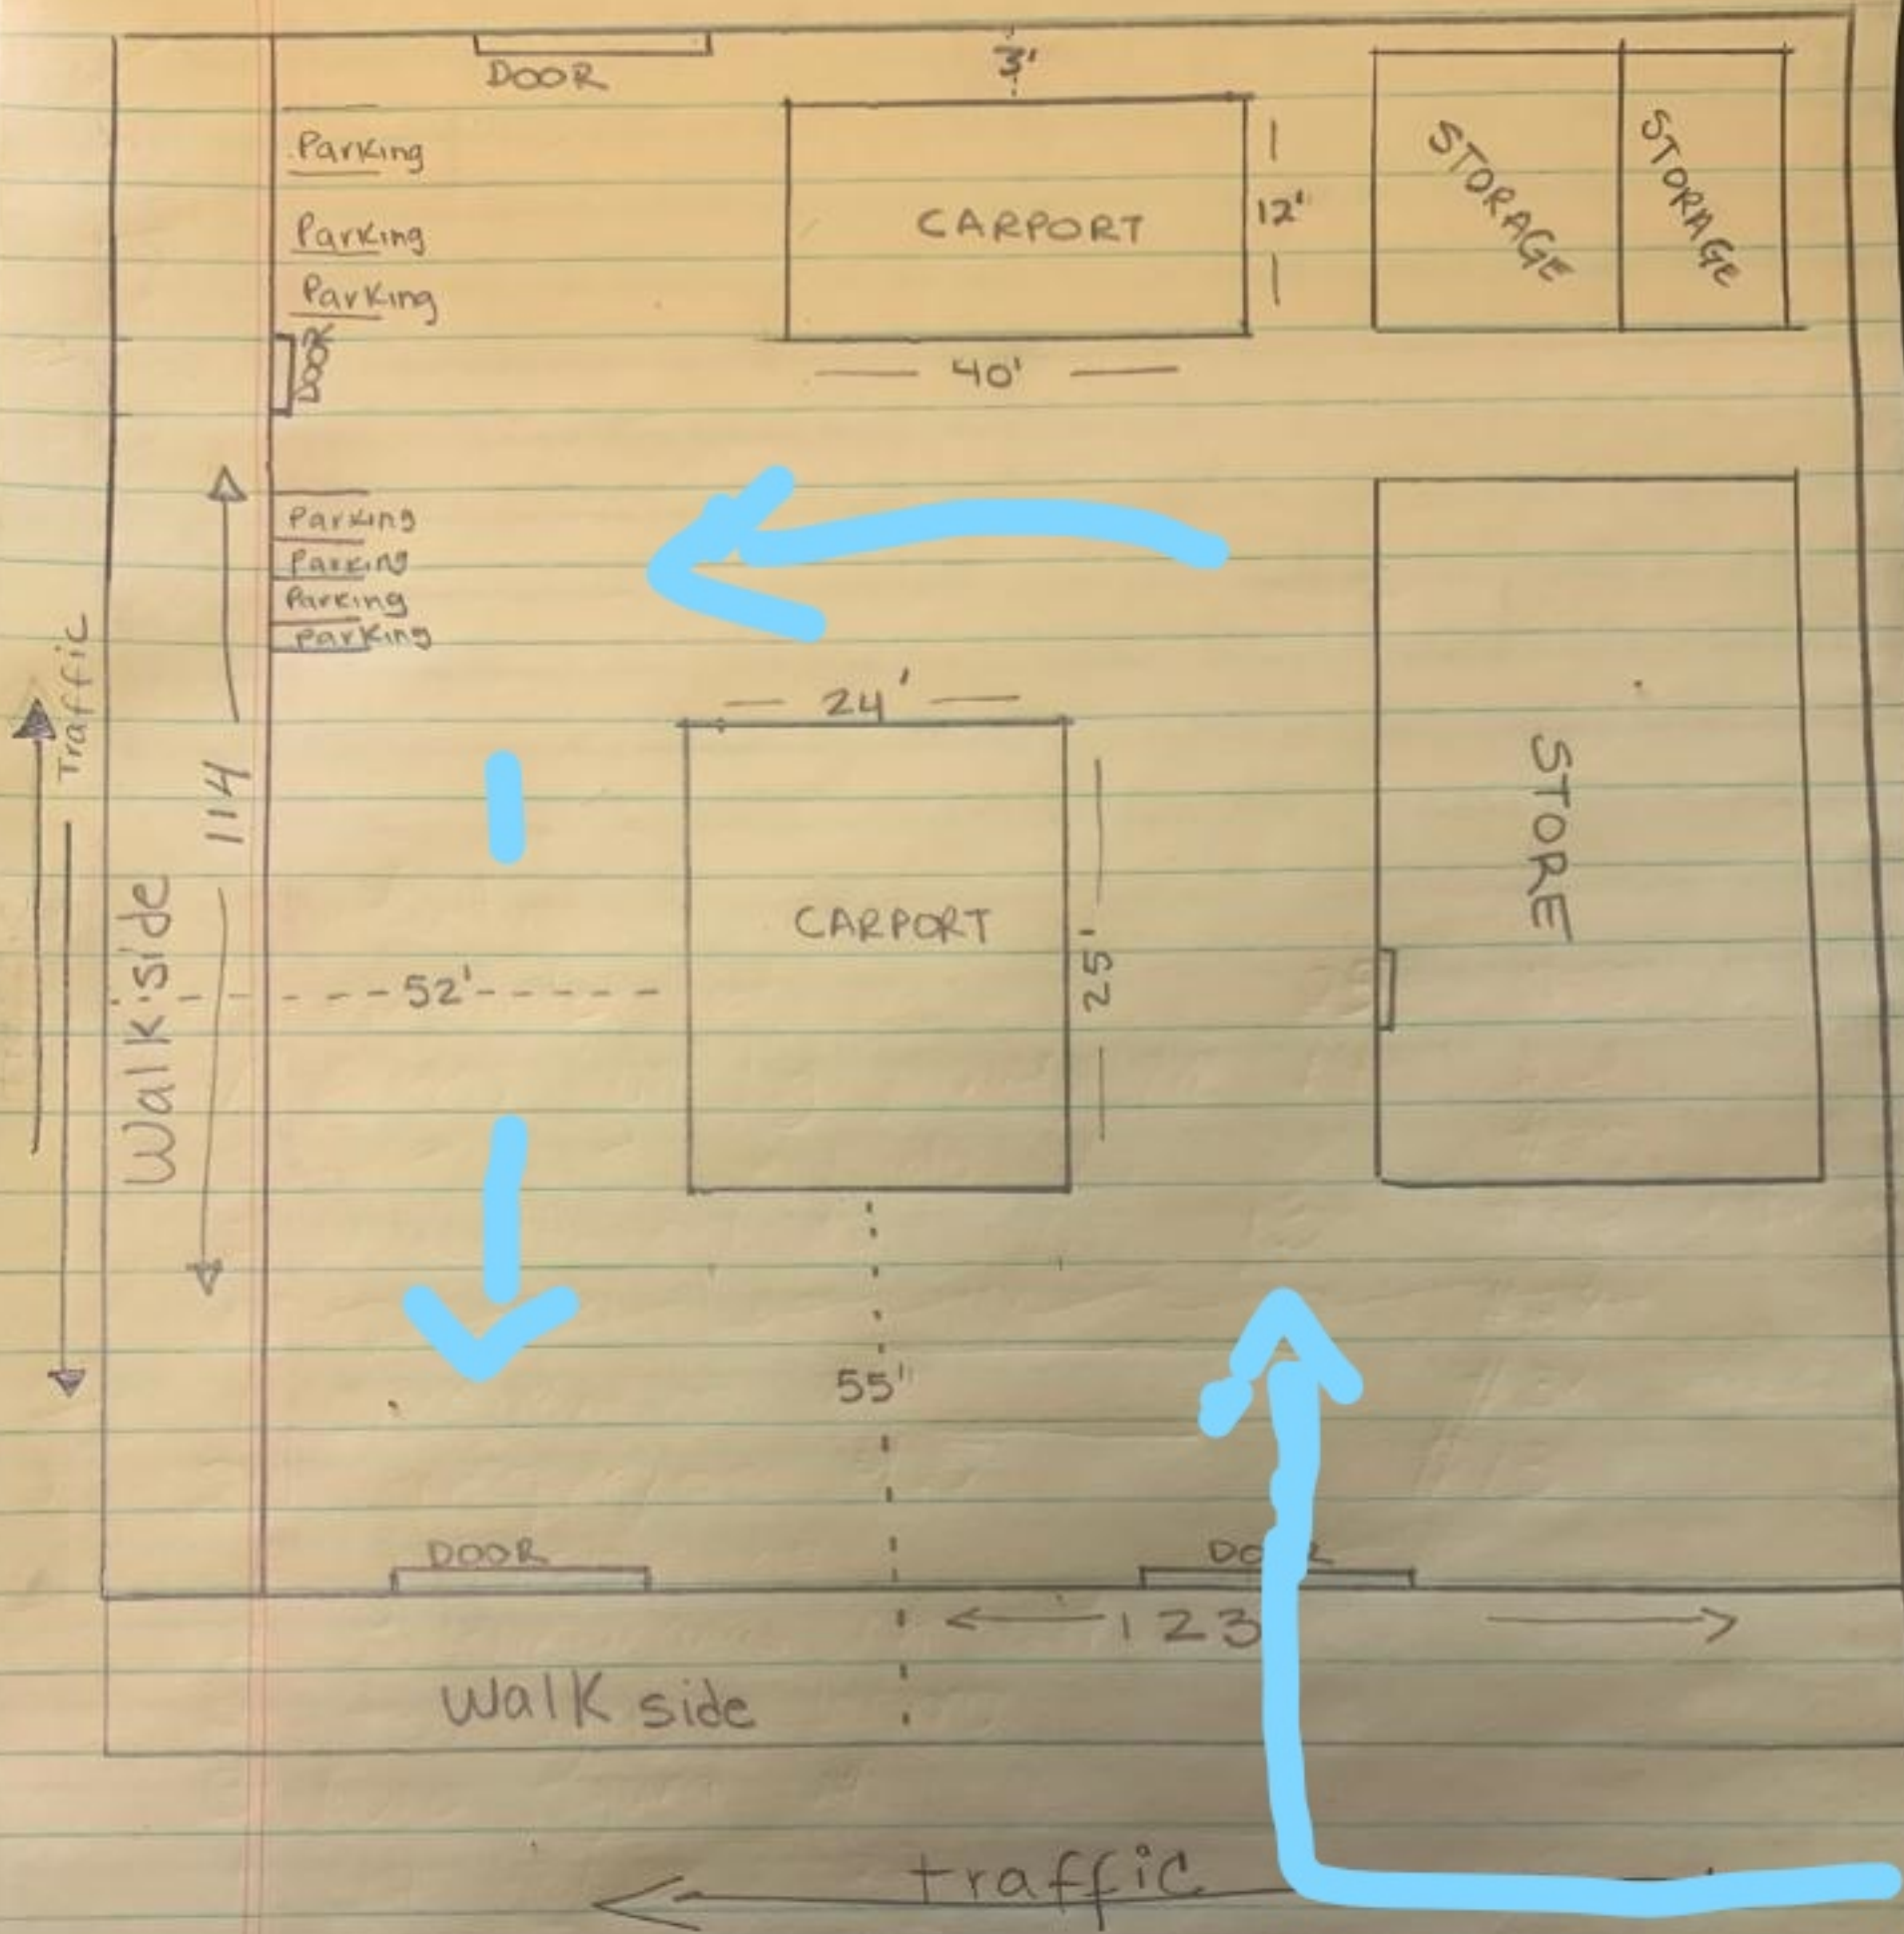 DOOR
3'
Parking
CARPORT
12'
STORAGE
STORAGE
Parking
Parking
DOOR
40'
Parking
Parking
Parking
Parking
Traffic
24'
114
STORE
Walk side
CARPORT
25'
52'
55'
DOOR
123
Walk side
traffic